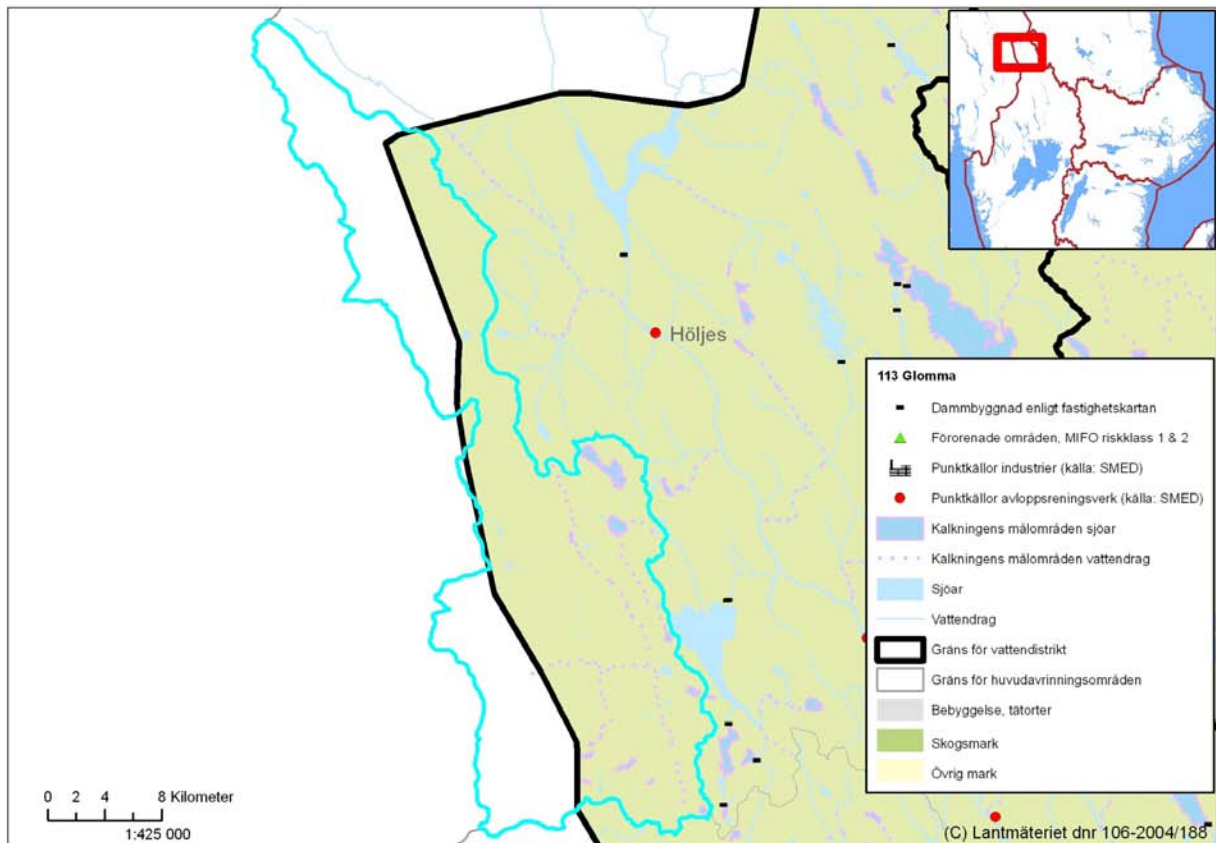 Höljes
113 Glomma
Dammbyggnad enligt fastighetskartan
Förorenade områden, MIFO riskklass 1 & 2
Punktkällor industrier (källa: SMED)
Punktkällor avloppsreningsverk (källa: SMED)
Kalkningens målområden sjöar
Kalkningens målområden vattendrag
Sjöar
Vattendrag
Gräns för vattendistrikt
Gräns för huvudavrinningsområden
Bebyggelse, tätorter
Skogsmark
Övrig mark
0 2 4 8 Kilometer
1:425 000
(C) Lantmäteriet dnr 106-2004/188